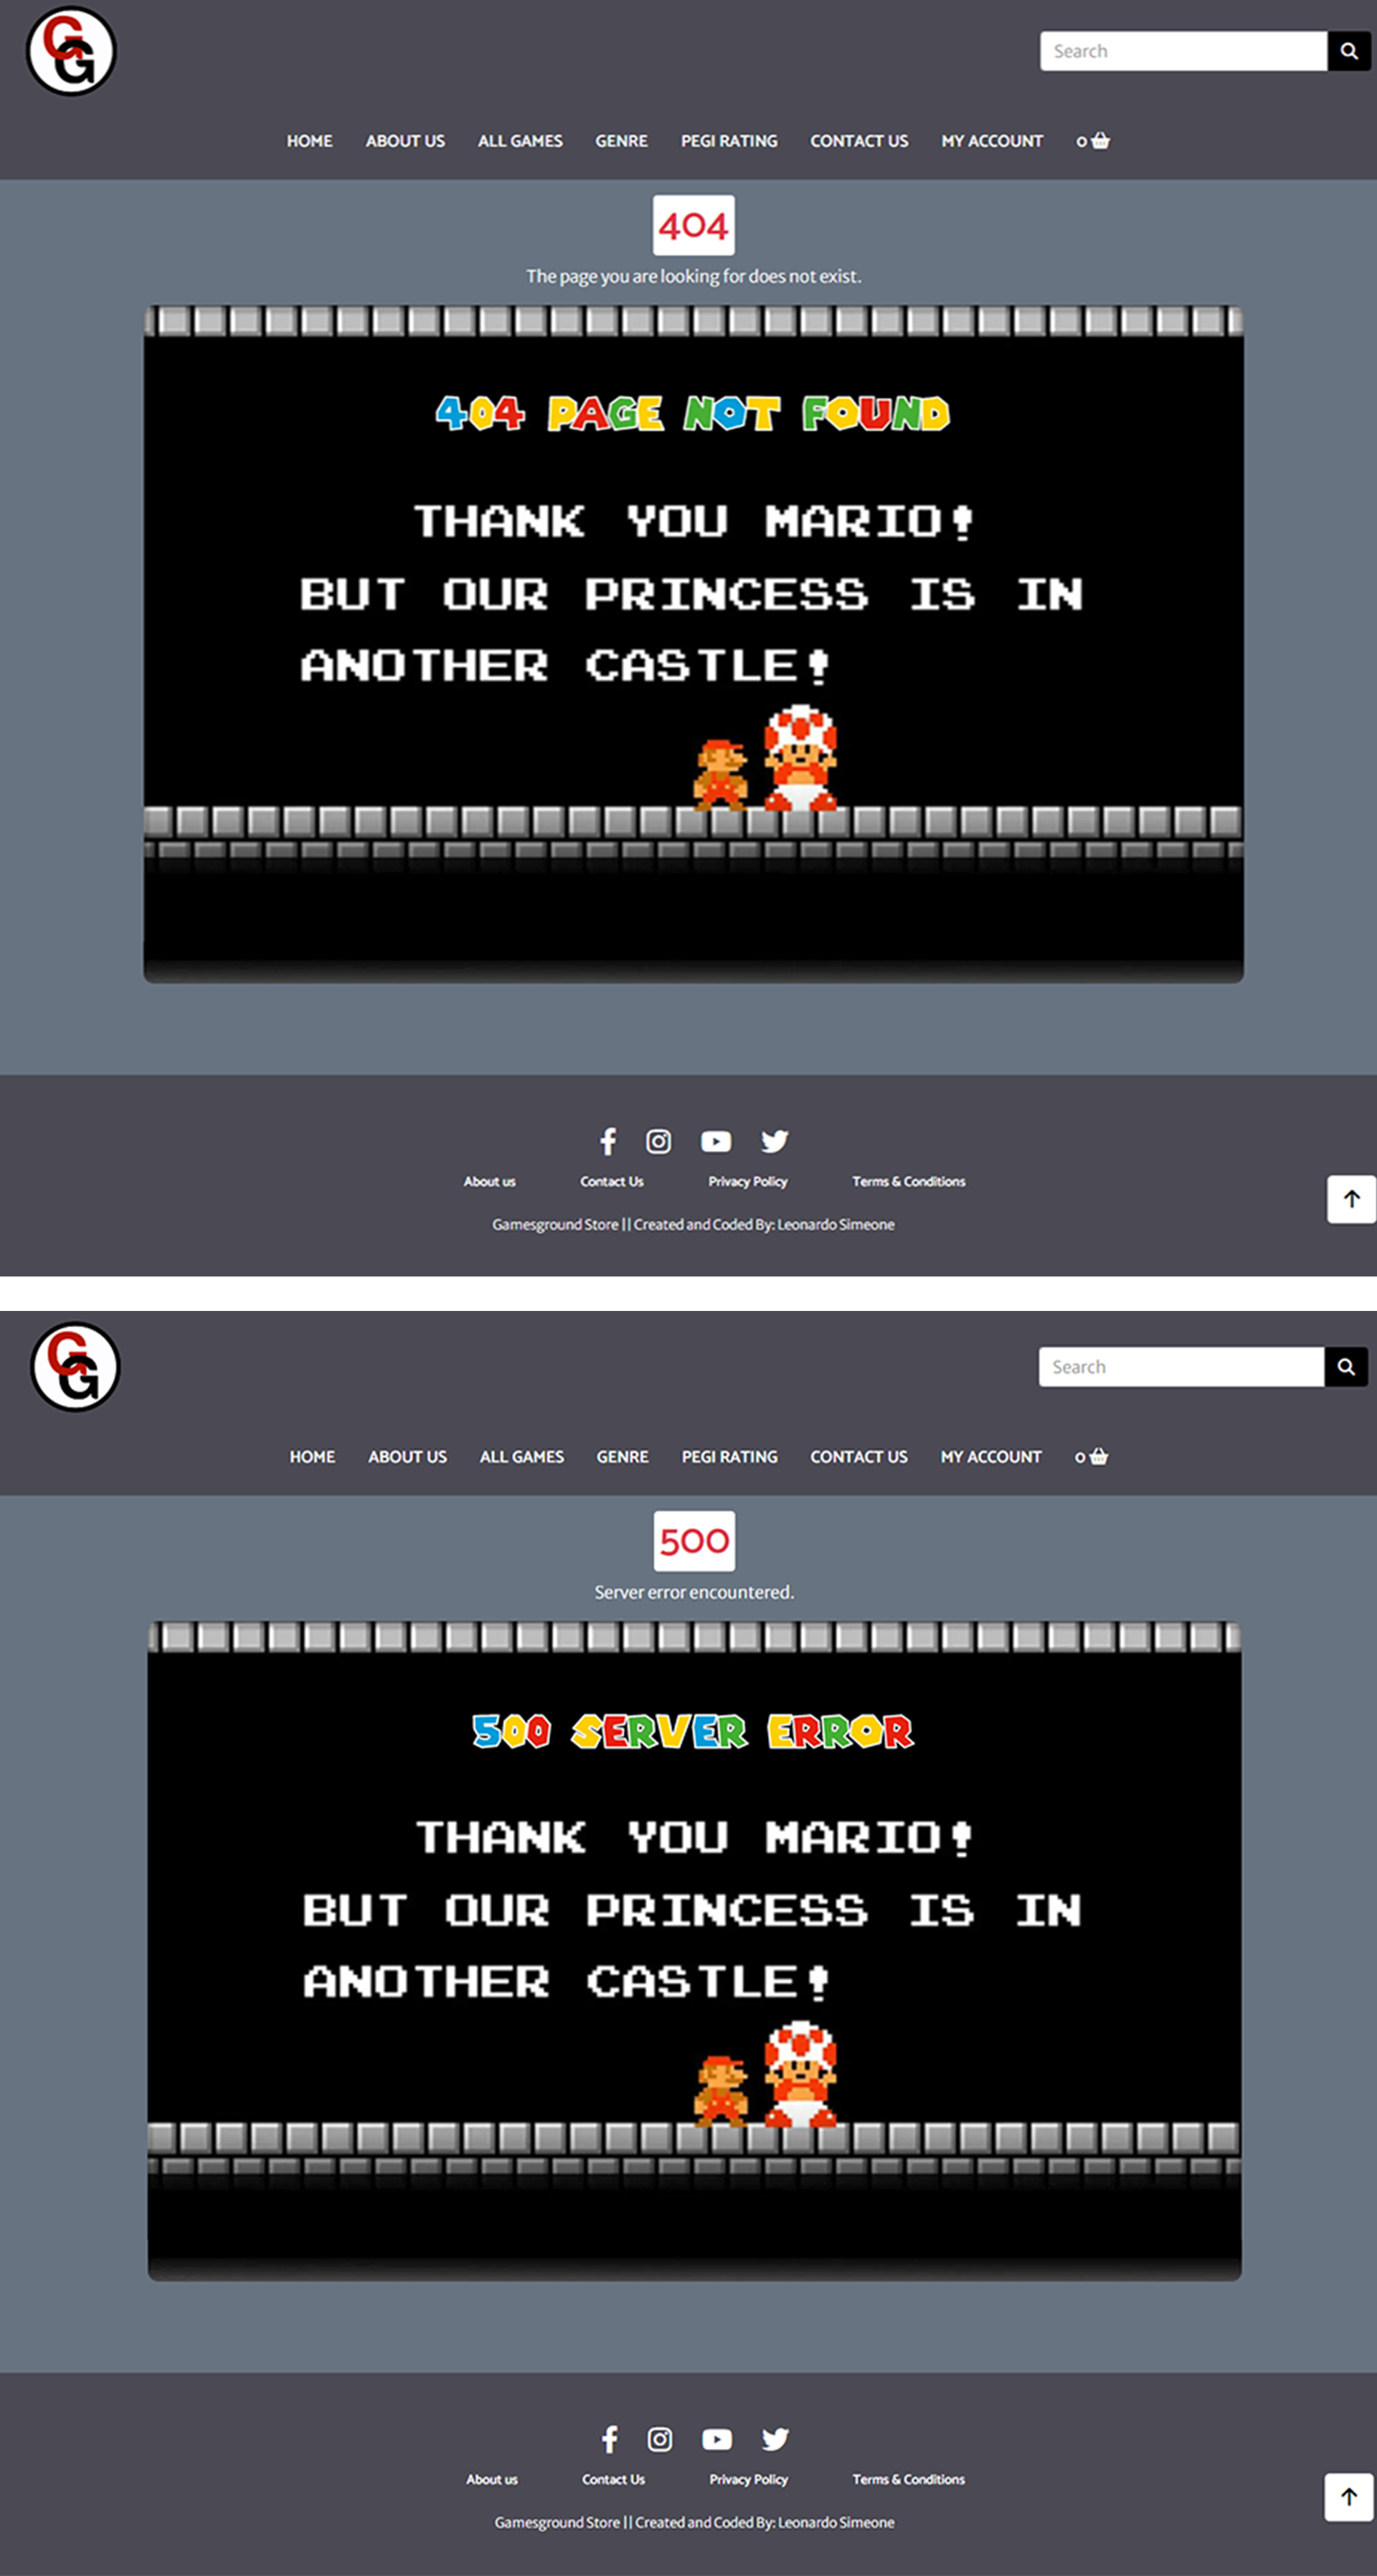 GG
Search
HOME ABOUT US ALL GAMES GENRE PEGI RATING CONTACT US MY ACCOUNT 0
404
The page you are looking for does not exist.
404 PAGE NOT FOUND
THANK YOU MARIO!
BUT OUR PRINCESS IS IN
ANOTHER CASTLE!
About us Contact Us Privacy Policy Terms & Conditions
Gamesground Store || Created and Coded By: Leonardo Simeone
GG
Search
HOME ABOUT US ALL GAMES GENRE PEGI RATING CONTACT US MY ACCOUNT 0
500
Server error encountered.
500 SERVER ERROR
THANK YOU MARIO!
BUT OUR PRINCESS IS IN
ANOTHER CASTLE!
About us Contact Us Privacy Policy Terms & Conditions
Gamesground Store || Created and Coded By: Leonardo Simeone